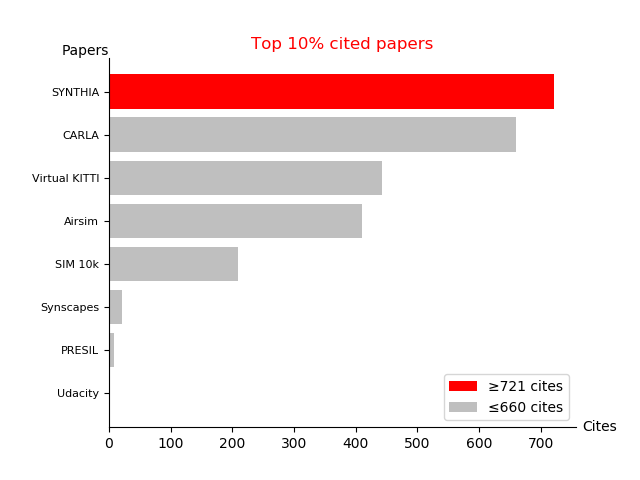 Top 10% cited papers
Papers
SYNTHIA
CARLA
Virtual KITTI
Airsim
SIM 10k
Synscapes
PRESIL
Udacity
≥721 cites
≤660 cites
0 100 200 300 400 500 600 700
Cites